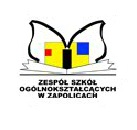 ZESPÓŁ SZKÓŁ
OGÓLNOKSZTAŁCĄCYCH
W ZAPOLICACH